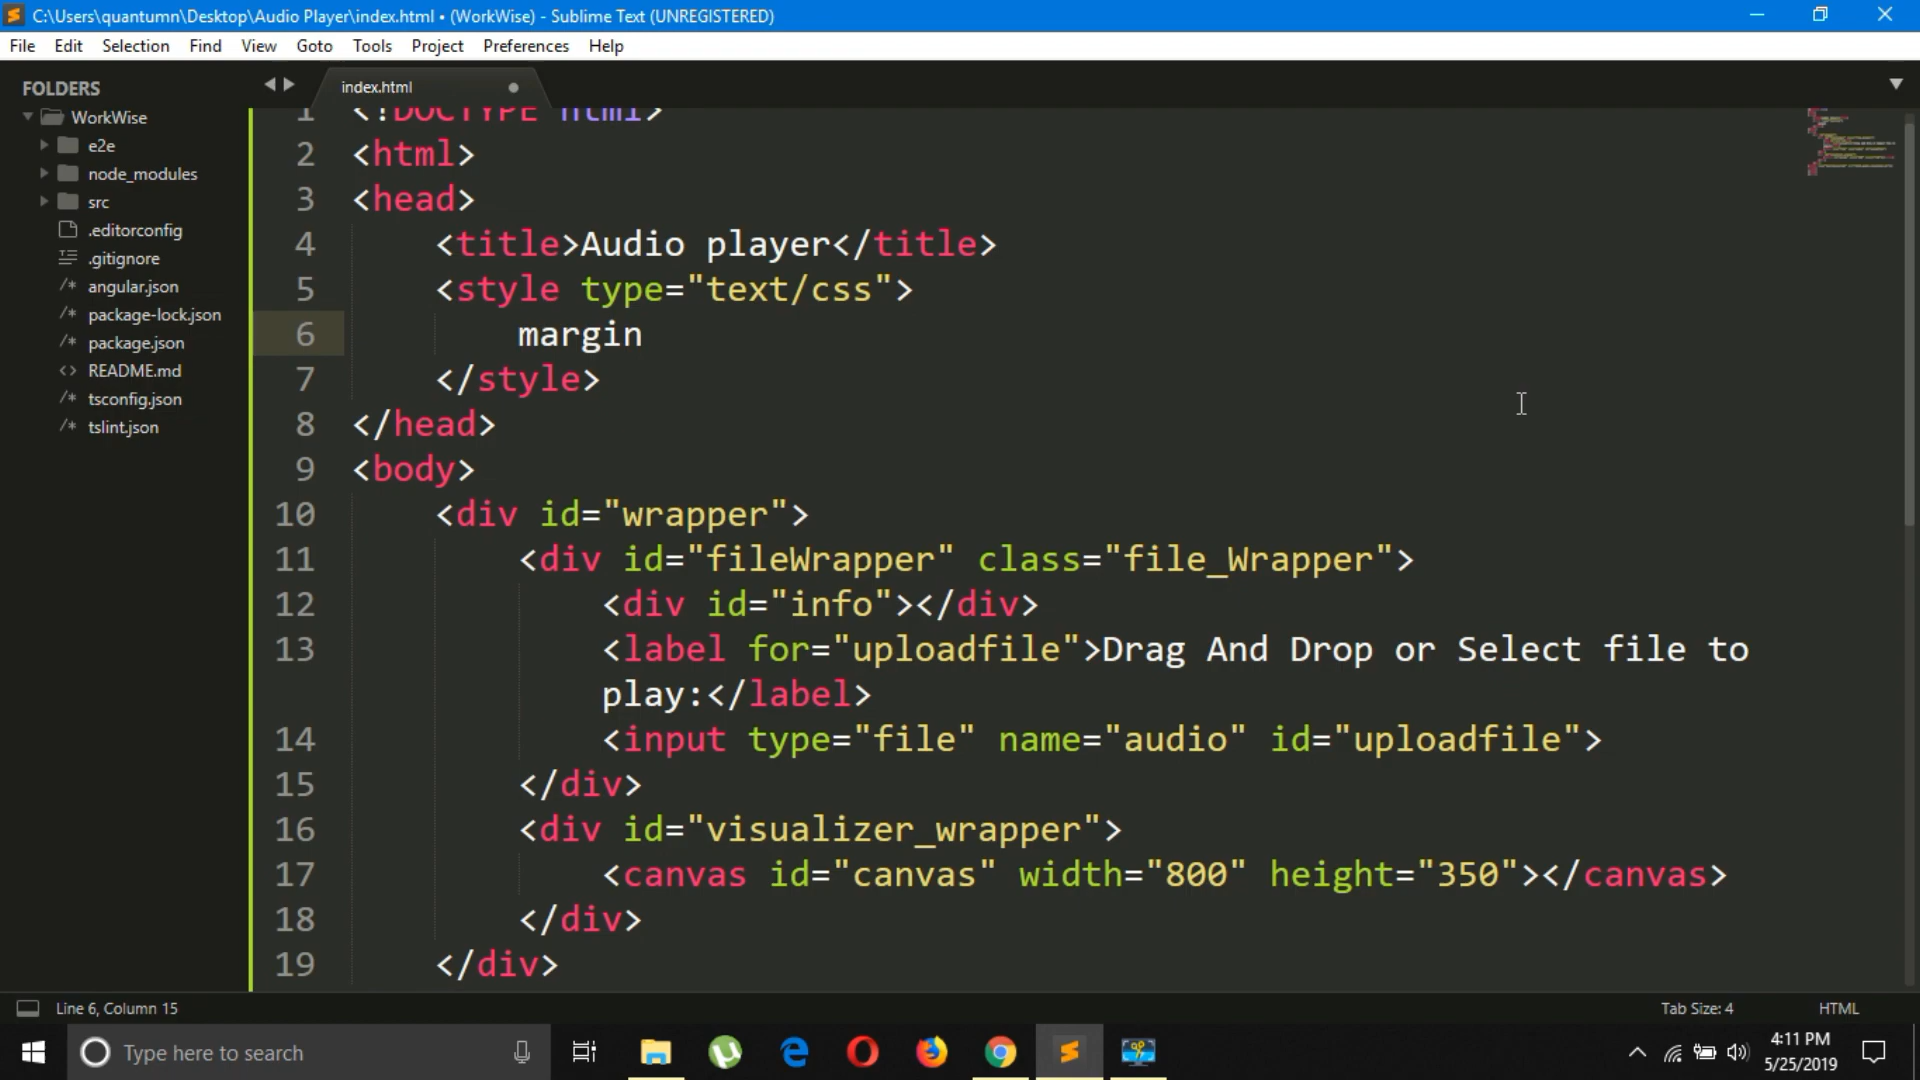 C:\Users\quantumn\Desktop\Audio Player\index.html • (WorkWise) - Sublime Text (UNREGISTERED)
File Edit Selection Find View Goto Tools Project Preferences Help
FOLDERS
WorkWise
e2e
node_modules
src
.editorconfig
.gitignore
/* angular.json
/* package-lock.json
/* package.json
<> README.md
/* tsconfig.json
/* tslint.json
index.html
1 <!DOCTYPE html>
2 <html>
3 <head>
4 <title>Audio player</title>
5 <style type="text/css">
6 margin
7 </style>
8 </head>
9 <body>
10 <div id="wrapper">
11 <div id="fileWrapper" class="file_Wrapper">
12 <div id="info"></div>
13 <label for="uploadfile">Drag And Drop or Select file to
play:</label>
14 <input type="file" name="audio" id="uploadfile">
15 </div>
16 <div id="visualizer_wrapper">
17 <canvas id="canvas" width="800" height="350"></canvas>
18 </div>
19 </div>
Line 6, Column 15
Tab Size: 4
HTML
Type here to search
4:11 PM
5/25/2019